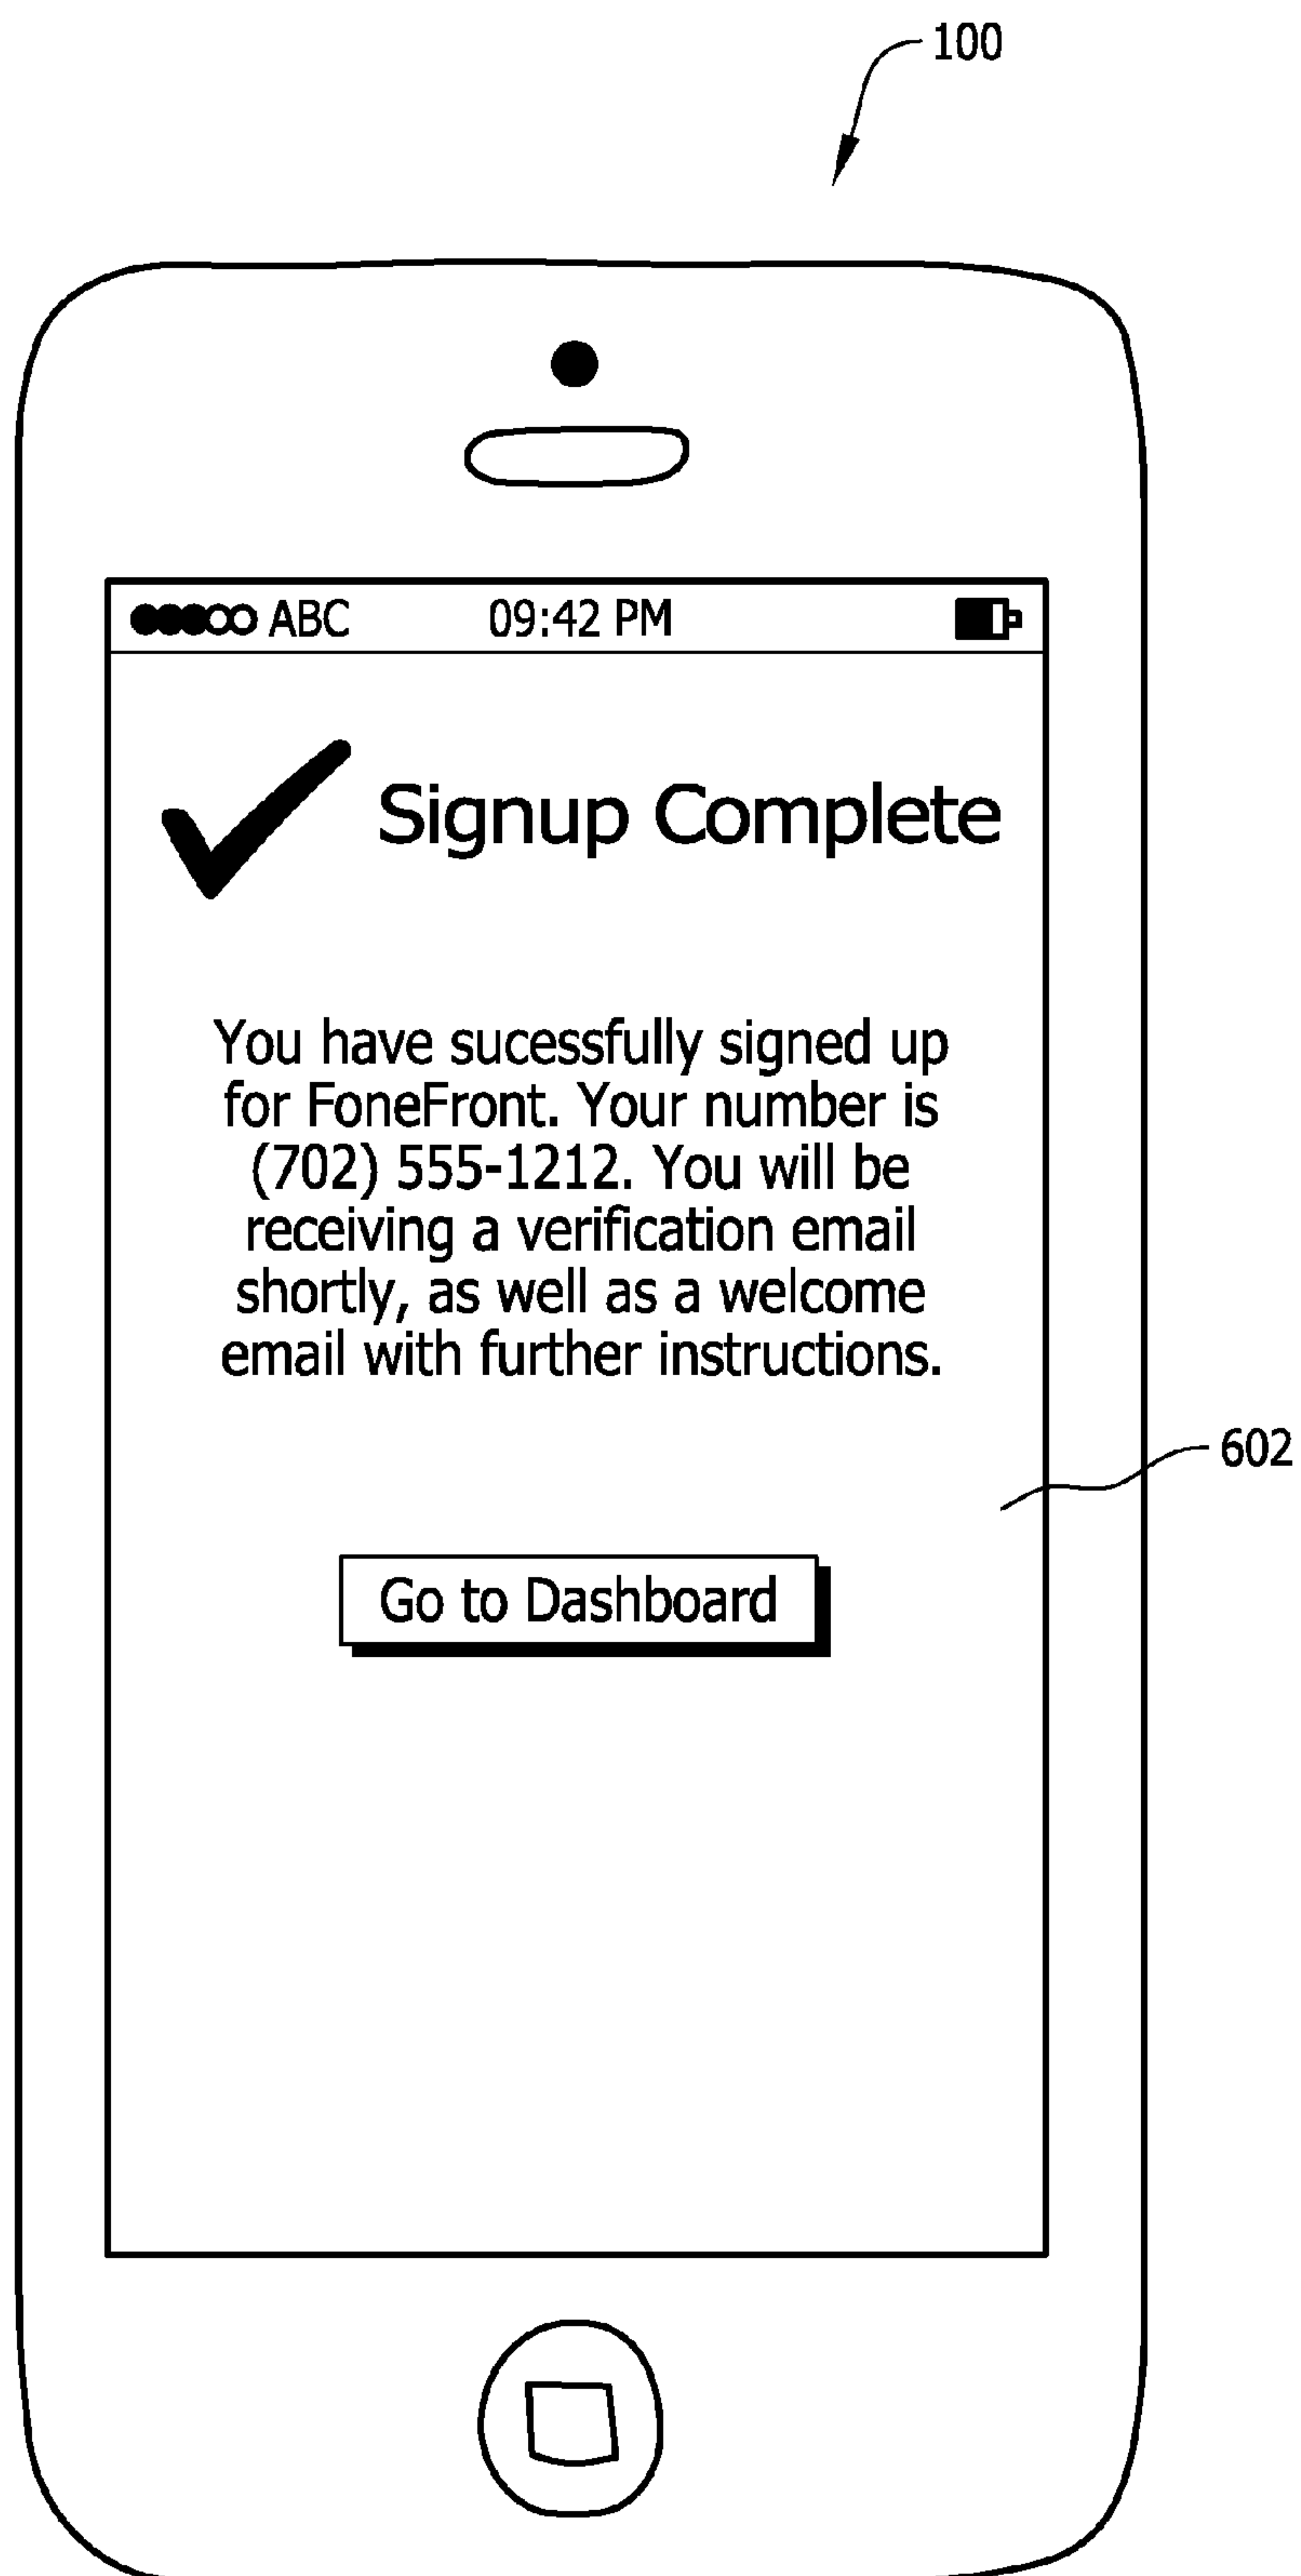 100
ABC 09:42 PM
Signup Complete
You have sucessfully signed up
for FoneFront. Your number is
(702) 555-1212. You will be
receiving a verification email
shortly, as well as a welcome
email with further instructions.
602
Go to Dashboard